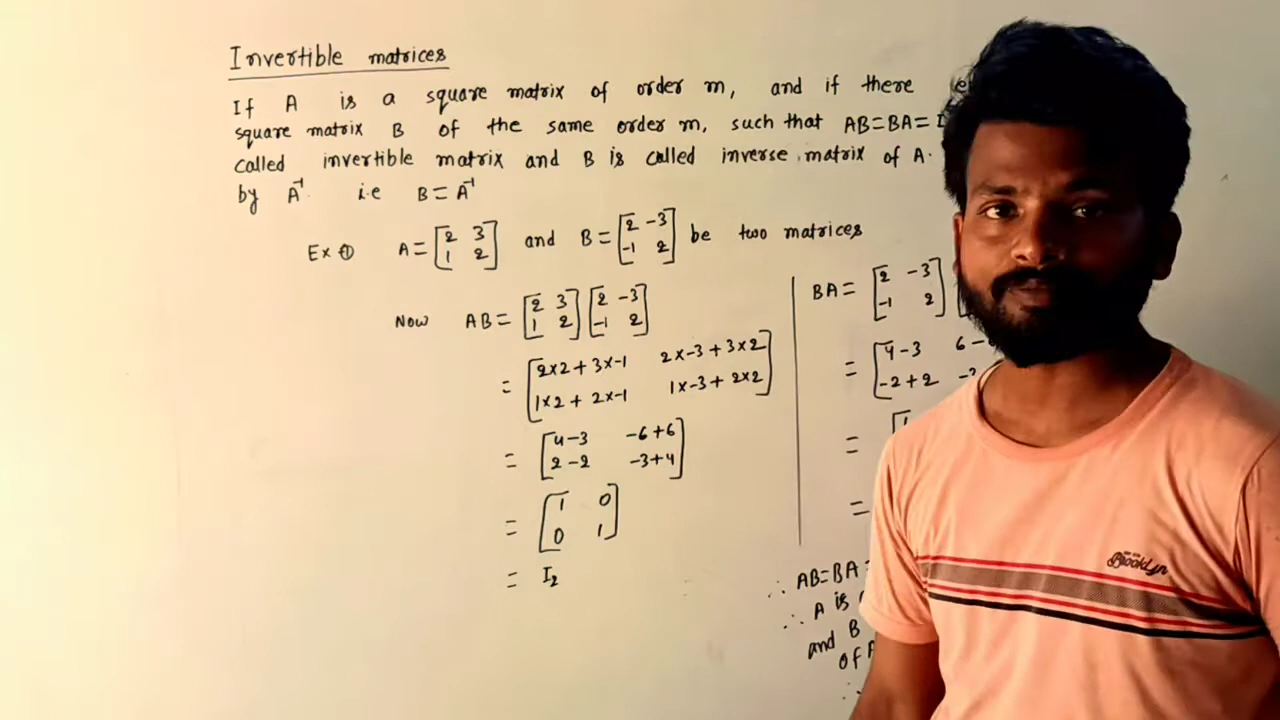 Invertible matrices
If A is a square matrix of order m, and if there
square matrix B of the same order m, such that AB=BA=
called invertible matrix and B is called inverse matrix of A.
by A⁻¹. i.e B = A⁻¹
Ex ① A = [2 3; 1 2] and B = [2 -3; -1 2] be two matrices
Now AB = [2 3; 1 2] [2 -3; -1 2]
= [2×2+3×-1 2×-3+3×2; 1×2+2×-1 1×-3+2×2]
= [4-3 -6+6; 2-2 -3+4]
= [1 0; 0 1]
= I₂
BA = [2 -3; -1 2] [
= [4-3 6-; -2+2 -
= [
=
∴ AB=BA
∴ A is
and B
of A
Brooklyn